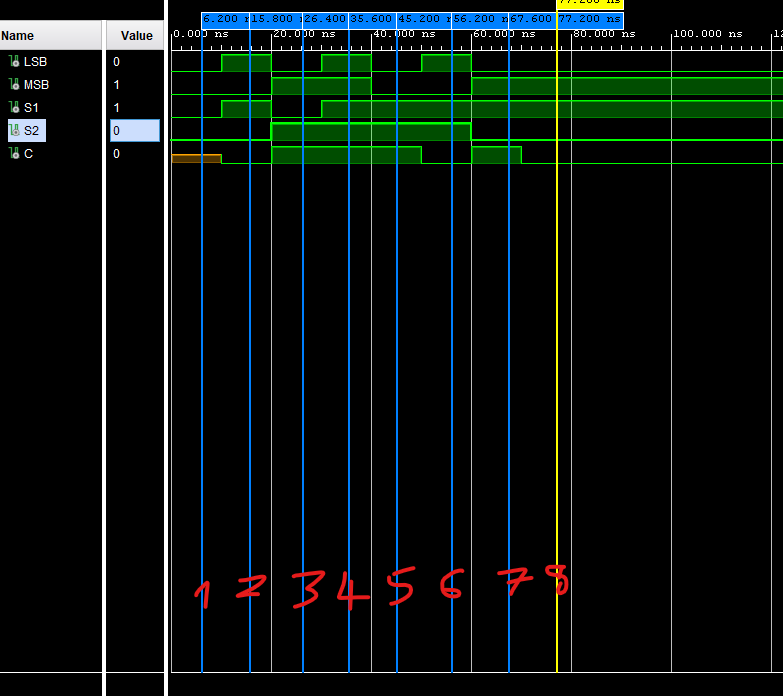 77.200 ns
6.200 n 15.800 n 26.400 n 35.600 n 45.200 n 56.200 n 67.600 n 77.200 ns
Name Value 0.000 ns 20.000 ns 40.000 ns 60.000 ns 80.000 ns 100.000 ns 12
LSB 0
MSB 1
S1 1
S2 0
C 0
1 2 3 4 5 6 7 8